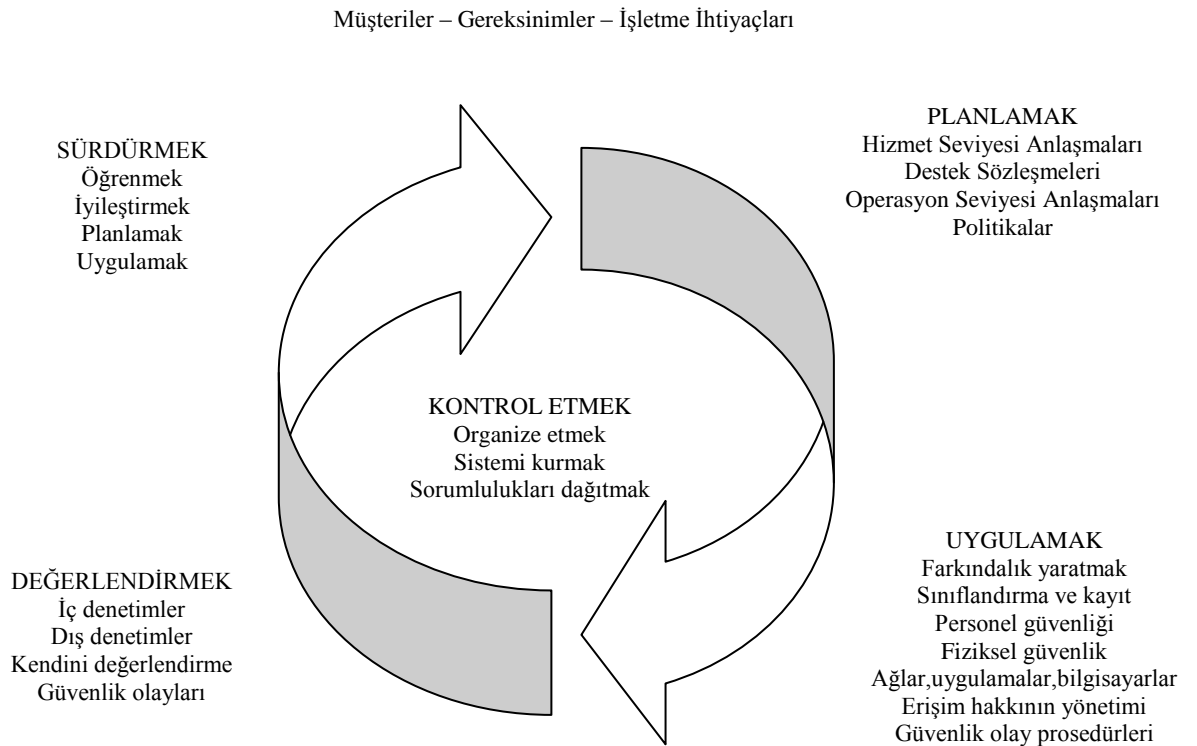 Müşteriler – Gereksinimler – İşletme İhtiyaçları
SÜRDÜRMEK
Öğrenmek
İyileştirmek
Planlamak
Uygulamak
PLANLAMAK
Hizmet Seviyesi Anlaşmaları
Destek Sözleşmeleri
Operasyon Seviyesi Anlaşmaları
Politikalar
KONTROL ETMEK
Organize etmek
Sistemi kurmak
Sorumlulukları dağıtmak
DEĞERLENDİRMEK
İç denetimler
Dış denetimler
Kendini değerlendirme
Güvenlik olayları
UYGULAMAK
Farkındalık yaratmak
Sınıflandırma ve kayıt
Personel güvenliği
Fiziksel güvenlik
Ağlar,uygulamalar,bilgisayarlar
Erişim hakkının yönetimi
Güvenlik olay prosedürleri